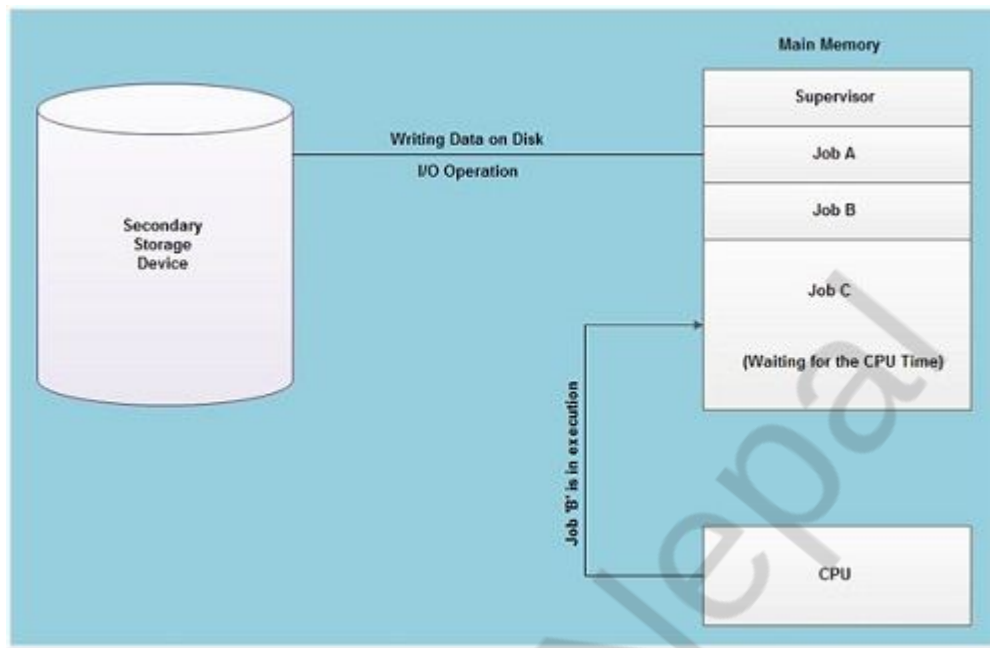 Main Memory
Supervisor
Writing Data on Disk
Job A
I/O Operation
Job B
Secondary
Storage
Device
Job C
(Waiting for the CPU Time)
Job 'B' is in execution
CPU
Nepal